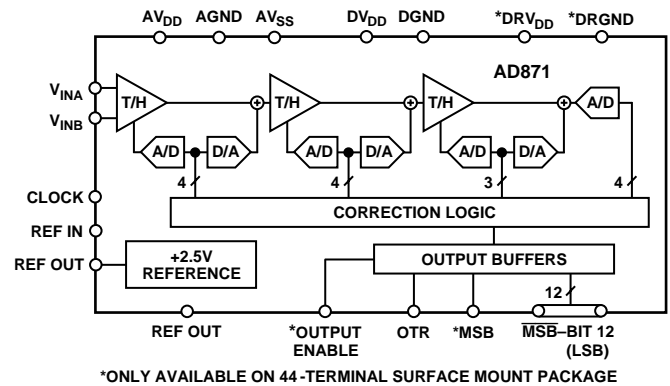 AVDD AGND AVSS DVDD DGND *DRVDD *DRGND
AD871
VINA
VINB
T/H T/H T/H A/D
A/D D/A A/D D/A A/D D/A
4 4 3 4
CLOCK
CORRECTION LOGIC
REF IN
REF OUT
+2.5V
REFERENCE
OUTPUT BUFFERS
12
REF OUT
*OUTPUT
ENABLE
OTR
*MSB
M̅S̅B̅–BIT 12
(LSB)
*ONLY AVAILABLE ON 44-TERMINAL SURFACE MOUNT PACKAGE